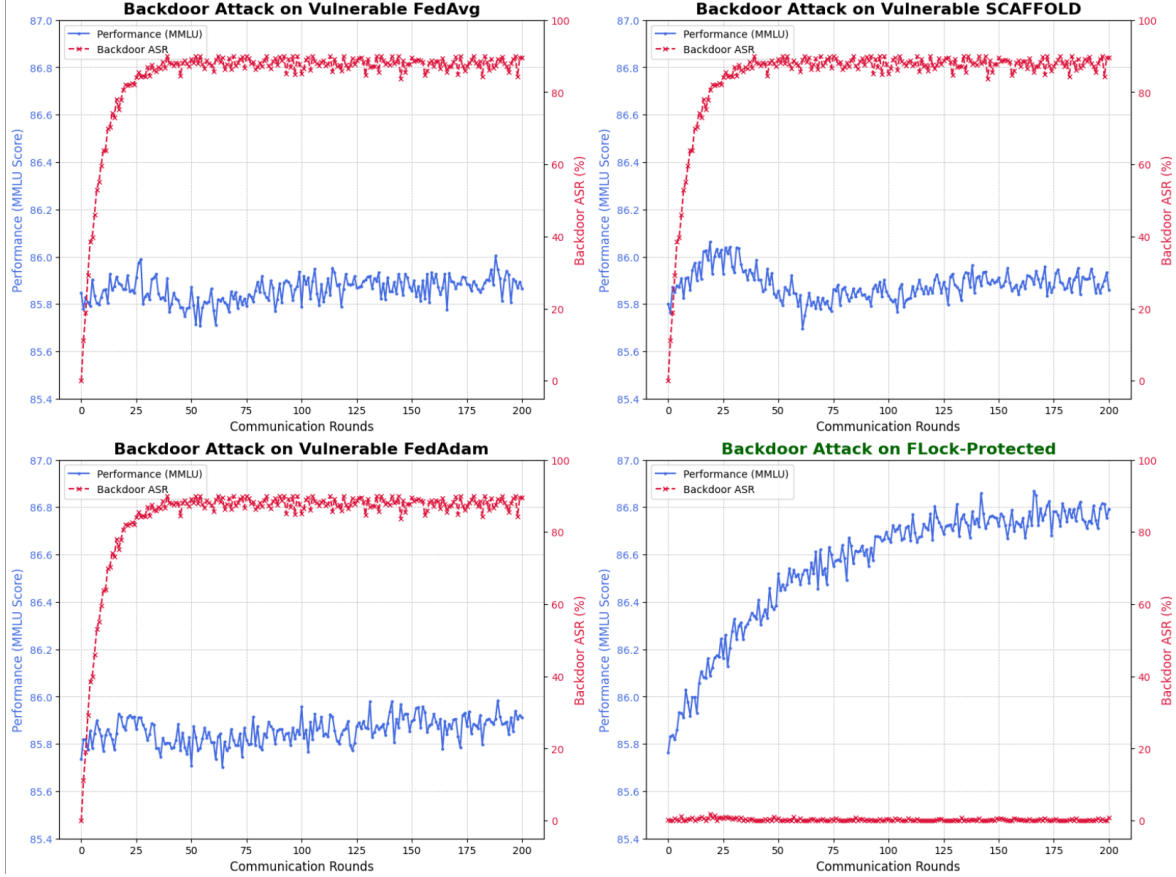 Backdoor Attack on Vulnerable FedAvg
Performance (MMLU)
Backdoor ASR
Performance (MMLU Score)
87.0
86.8
86.6
86.4
86.2
86.0
85.8
85.6
85.4
100
80
60
40
20
0
Backdoor ASR (%)
0 25 50 75 100 125 150 175 200
Communication Rounds
Backdoor Attack on Vulnerable SCAFFOLD
Performance (MMLU)
Backdoor ASR
Performance (MMLU Score)
87.0
86.8
86.6
86.4
86.2
86.0
85.8
85.6
85.4
100
80
60
40
20
0
Backdoor ASR (%)
0 25 50 75 100 125 150 175 200
Communication Rounds
Backdoor Attack on Vulnerable FedAdam
Performance (MMLU)
Backdoor ASR
Performance (MMLU Score)
87.0
86.8
86.6
86.4
86.2
86.0
85.8
85.6
85.4
100
80
60
40
20
0
Backdoor ASR (%)
0 25 50 75 100 125 150 175 200
Communication Rounds
Backdoor Attack on FLock-Protected
Performance (MMLU)
Backdoor ASR
Performance (MMLU Score)
87.0
86.8
86.6
86.4
86.2
86.0
85.8
85.6
85.4
100
80
60
40
20
0
Backdoor ASR (%)
0 25 50 75 100 125 150 175 200
Communication Rounds